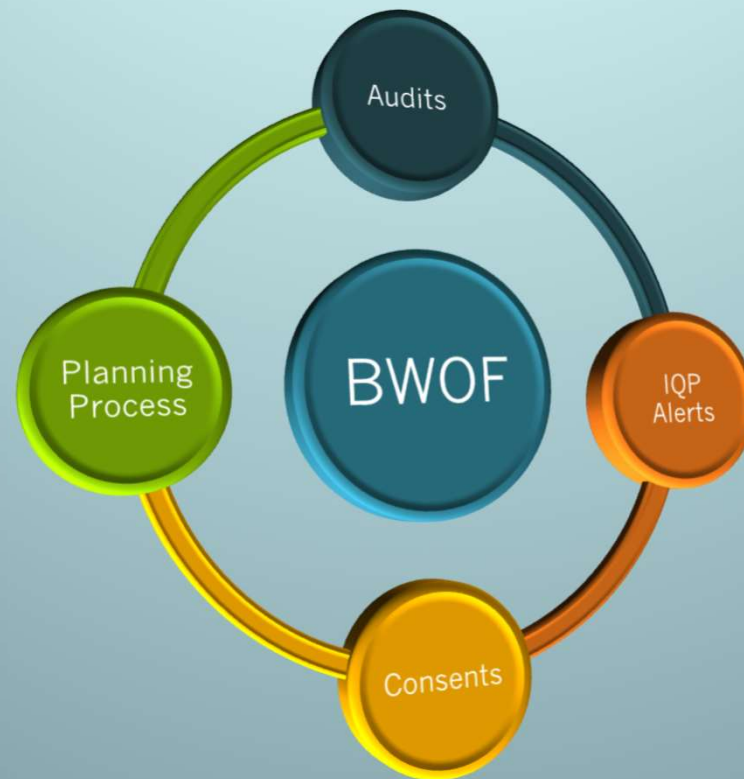 Audits
Planning
Process
BWOF
IQP
Alerts
Consents